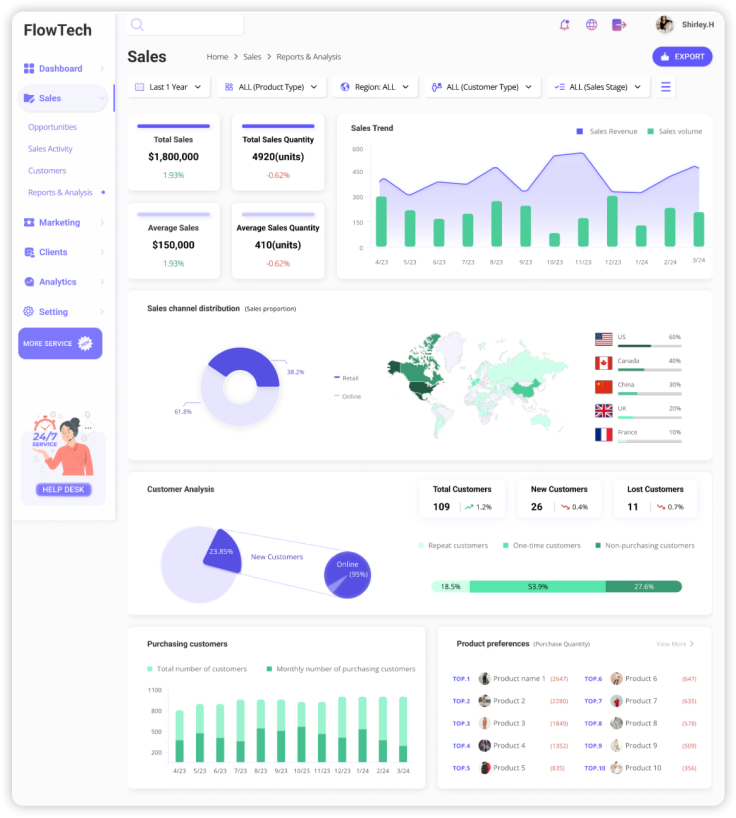 FlowTech
Shirley.H
Dashboard
Sales
Opportunities
Sales Activity
Customers
Reports & Analysis
Marketing
Clients
Analytics
Setting
MORE SERVICE
24/7
SERVICE
HELP DESK
Sales
Home > Sales > Reports & Analysis
EXPORT
Last 1 Year
ALL (Product Type)
Region: ALL
ALL (Customer Type)
ALL (Sales Stage)
Total Sales
$1,800,000
1.93%
Total Sales Quantity
4920(units)
-0.62%
Average Sales
$150,000
1.93%
Average Sales Quantity
410(units)
-0.62%
Sales Trend
Sales Revenue
Sales volume
600
450
300
150
0
4/23 5/23 6/23 7/23 8/23 9/23 10/23 11/23 12/23 1/24 2/24 3/24
Sales channel distribution (Sales proportion)
38.2%
61.8%
Retail
Online
US 60%
Canada 40%
China 30%
UK 20%
France 10%
Customer Analysis
Total Customers
109 1.2%
New Customers
26 0.4%
Lost Customers
11 0.7%
23.85%
New Customers
Online
(95%)
Repeat customers
One-time customers
Non-purchasing customers
18.5% 53.9% 27.6%
Purchasing customers
Total number of customers
Monthly number of purchasing customers
1100
800
500
200
4/23 5/23 6/23 7/23 8/23 9/23 10/23 11/23 12/23 1/24 2/24 3/24
Product preferences (Purchase Quantity)
View More >
TOP.1 Product name 1 (2647)
TOP.2 Product 2 (2280)
TOP.3 Product 3 (1849)
TOP.4 Product 4 (1352)
TOP.5 Product 5 (835)
TOP.6 Product 6 (647)
TOP.7 Product 7 (635)
TOP.8 Product 8 (578)
TOP.9 Product 9 (509)
TOP.10 Product 10 (356)